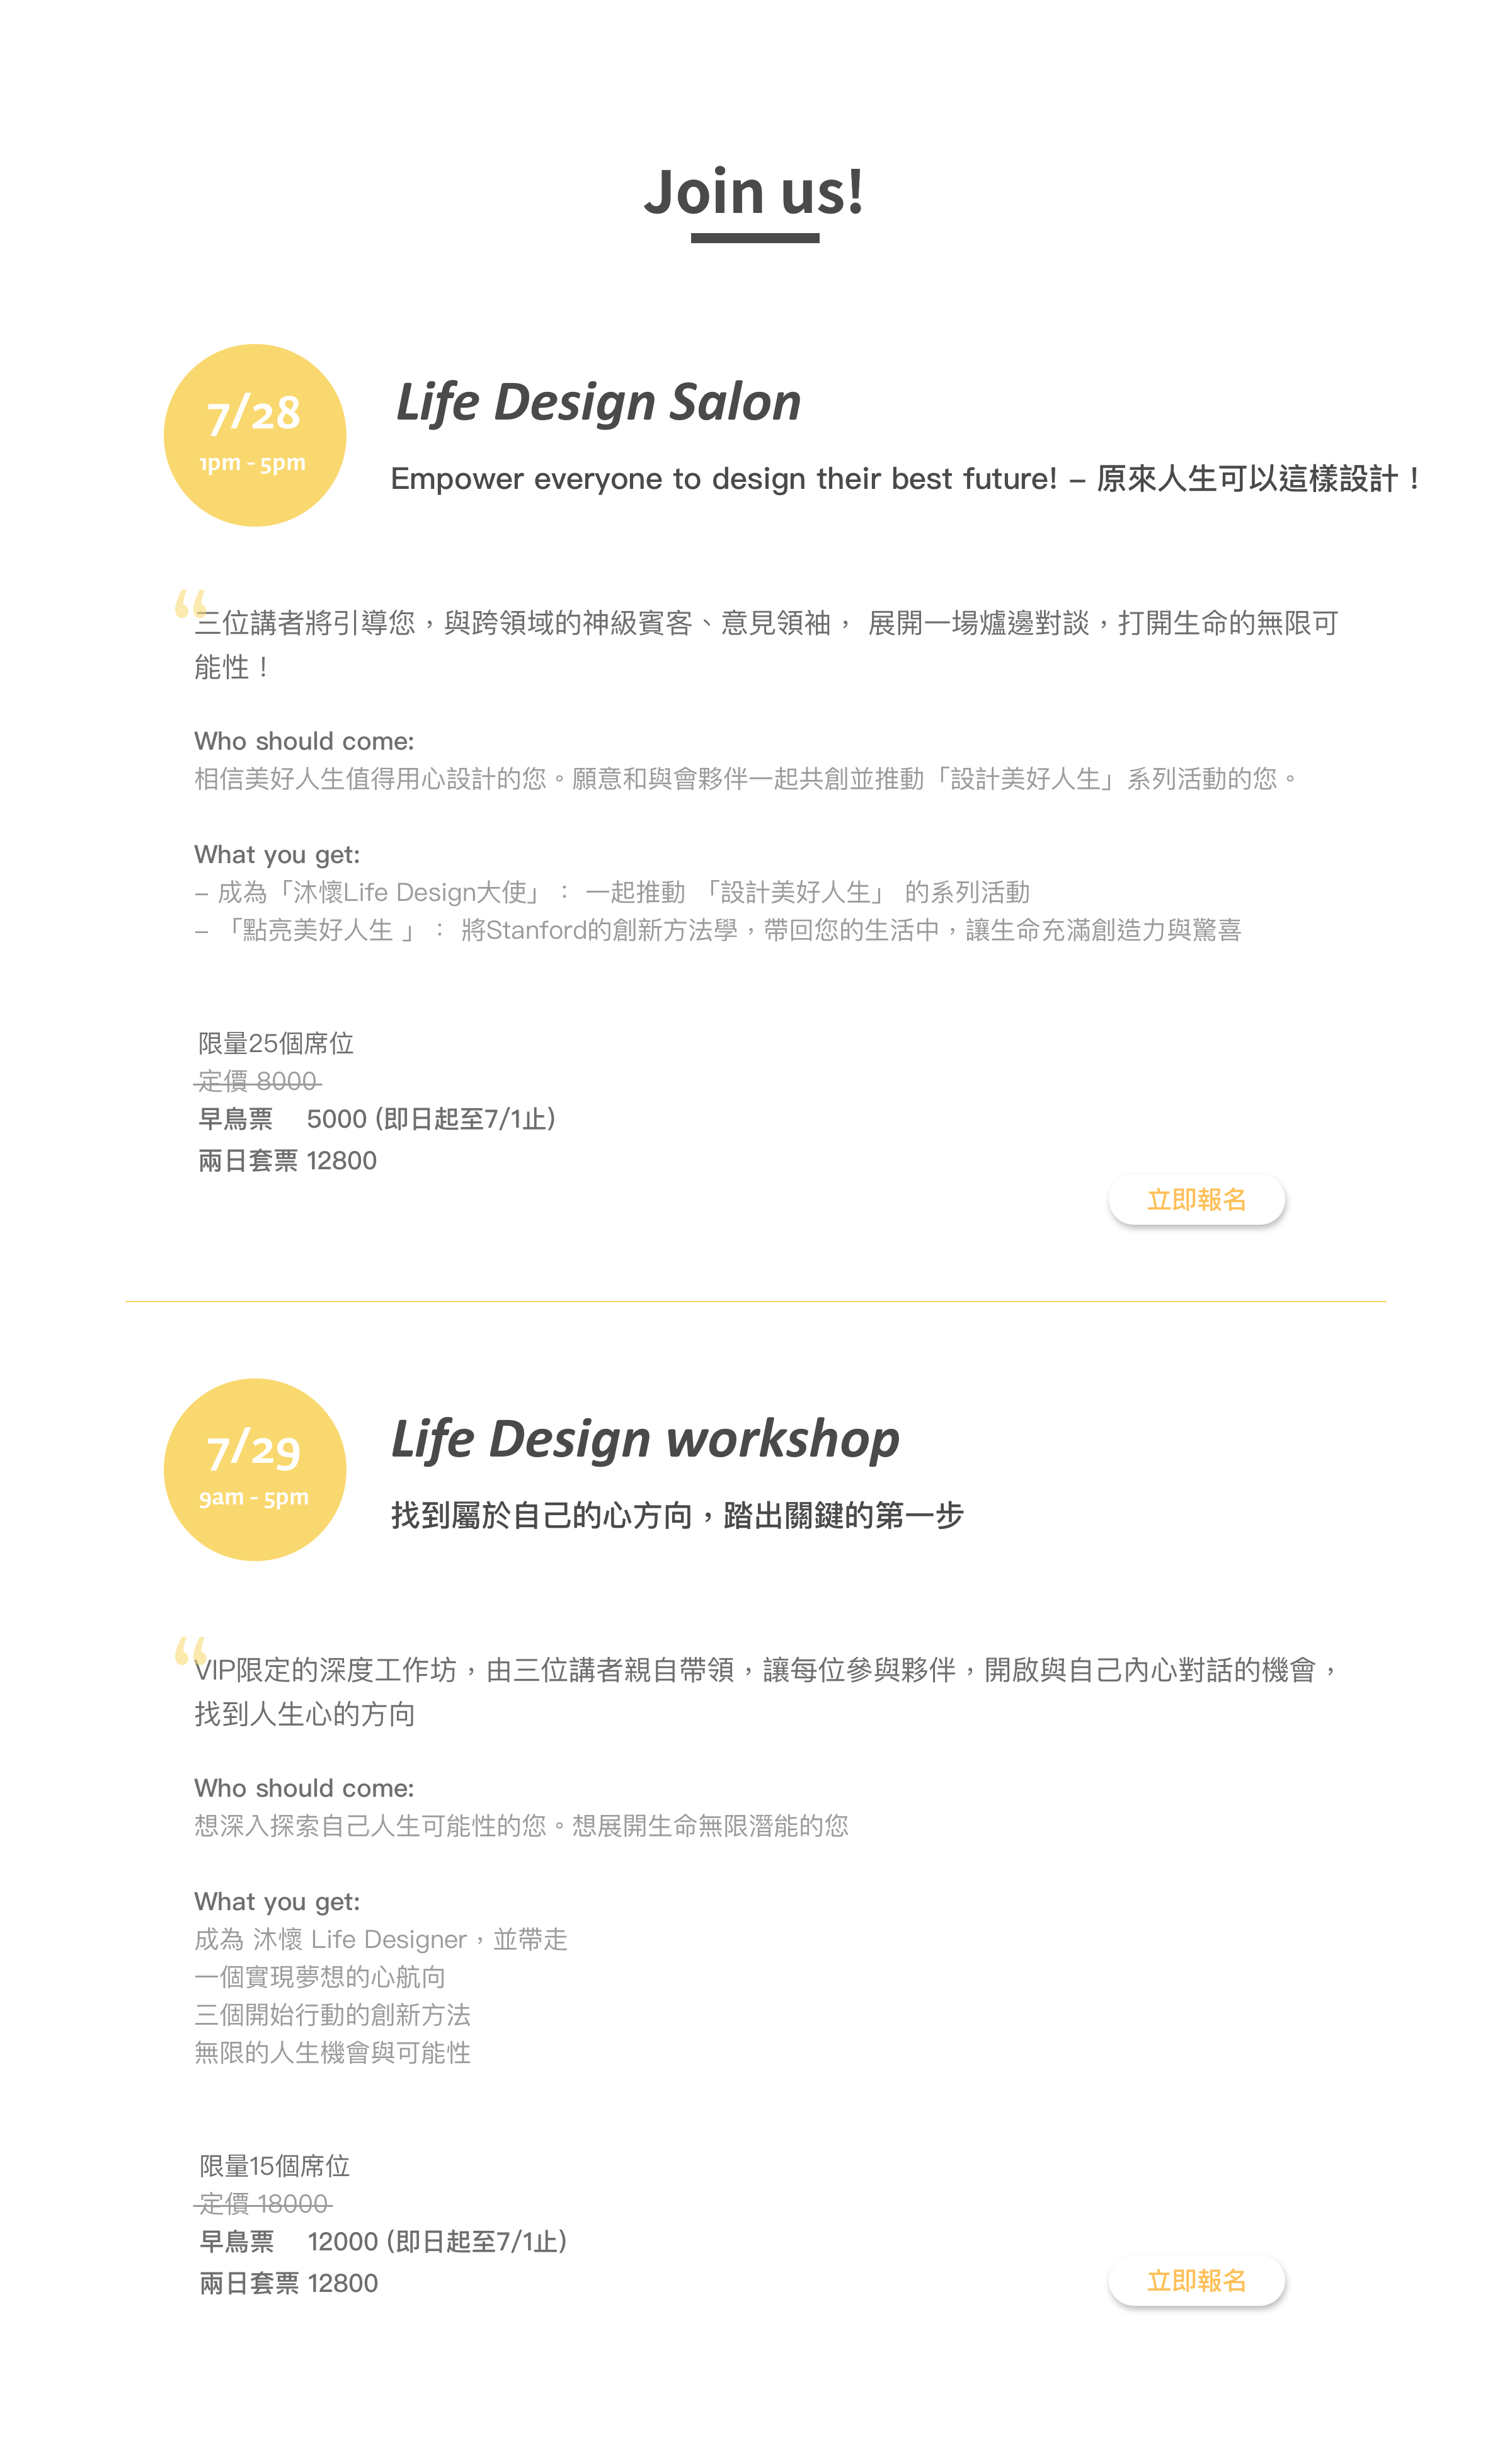 Join us!
7/28
1pm - 5pm
Life Design Salon
Empower everyone to design their best future! – 原來人生可以這樣設計！
“
三位講者將引導您，與跨領域的神級賓客、意見領袖， 展開一場爐邊對談，打開生命的無限可
能性！
Who should come:
相信美好人生值得用心設計的您。願意和與會夥伴一起共創並推動「設計美好人生」系列活動的您。
What you get:
– 成為「沐懷Life Design大使」： 一起推動 「設計美好人生」 的系列活動
– 「點亮美好人生 」： 將Stanford的創新方法學，帶回您的生活中，讓生命充滿創造力與驚喜
限量25個席位
定價 8000
早鳥票 5000 (即日起至7/1止)
兩日套票 12800
立即報名
7/29
9am - 5pm
Life Design workshop
找到屬於自己的心方向，踏出關鍵的第一步
“
VIP限定的深度工作坊，由三位講者親自帶領，讓每位參與夥伴，開啟與自己內心對話的機會，
找到人生心的方向
Who should come:
想深入探索自己人生可能性的您。想展開生命無限潛能的您
What you get:
成為 沐懷 Life Designer，並帶走
一個實現夢想的心航向
三個開始行動的創新方法
無限的人生機會與可能性
限量15個席位
定價 18000
早鳥票 12000 (即日起至7/1止)
兩日套票 12800
立即報名